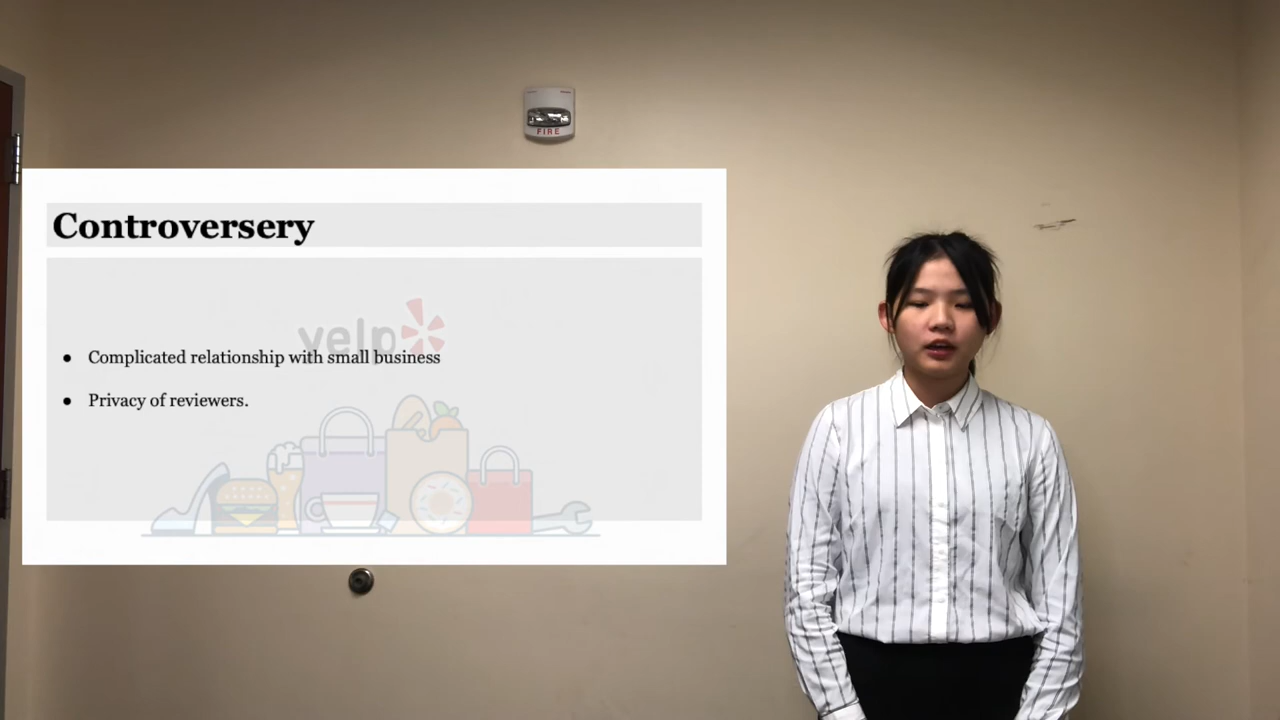 FIRE
Controversery
yelp
● Complicated relationship with small business
● Privacy of reviewers.